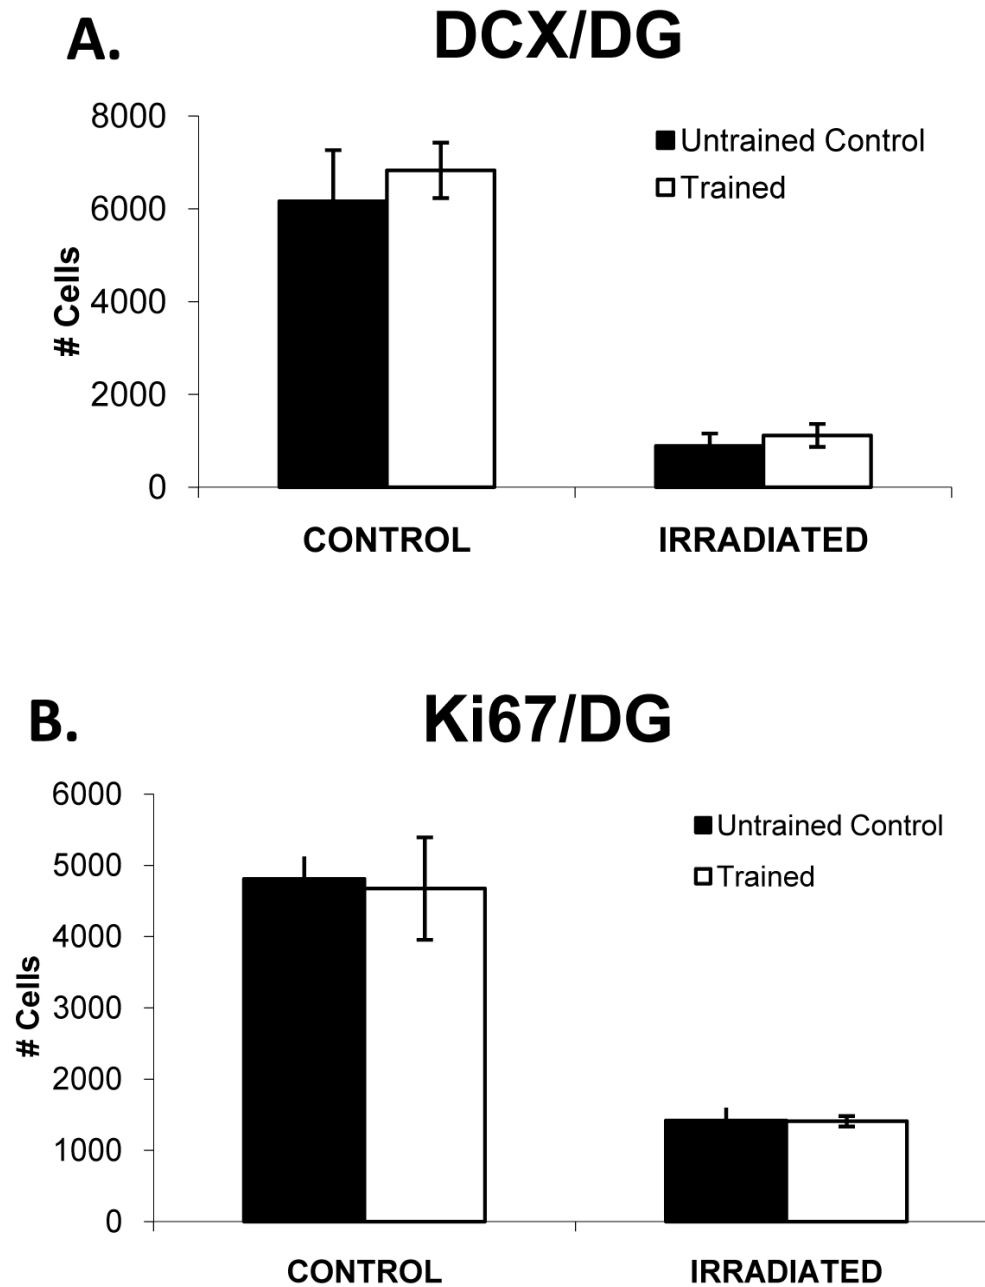 A.
DCX/DG
8000
6000
4000
2000
0
# Cells
Untrained Control
Trained
CONTROL
IRRADIATED
B.
Ki67/DG
6000
5000
4000
3000
2000
1000
0
# Cells
Untrained Control
Trained
CONTROL
IRRADIATED